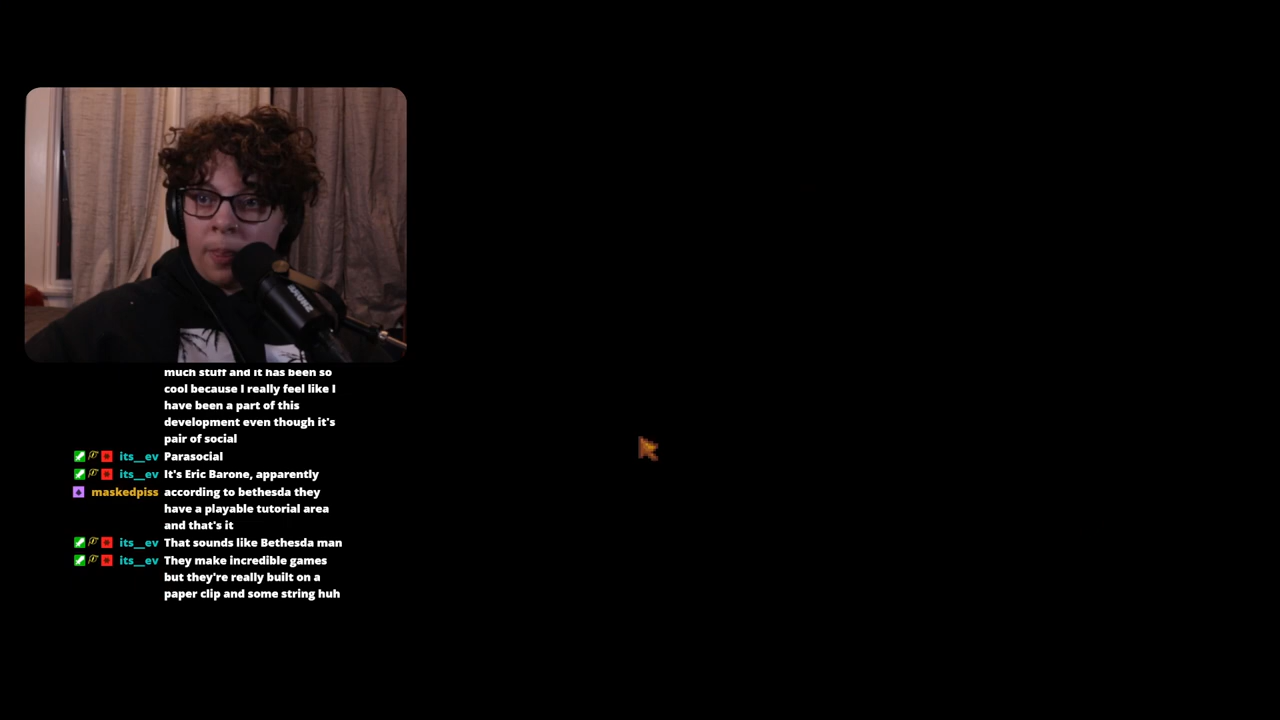 much stuff and it has been so
cool because I really feel like I
have been a part of this
development even though it's
pair of social
its__ev Parasocial
its__ev It's Eric Barone, apparently
maskedpiss according to bethesda they
have a playable tutorial area
and that's it
its__ev That sounds like Bethesda man
its__ev They make incredible games
but they're really built on a
paper clip and some string huh
SHURE